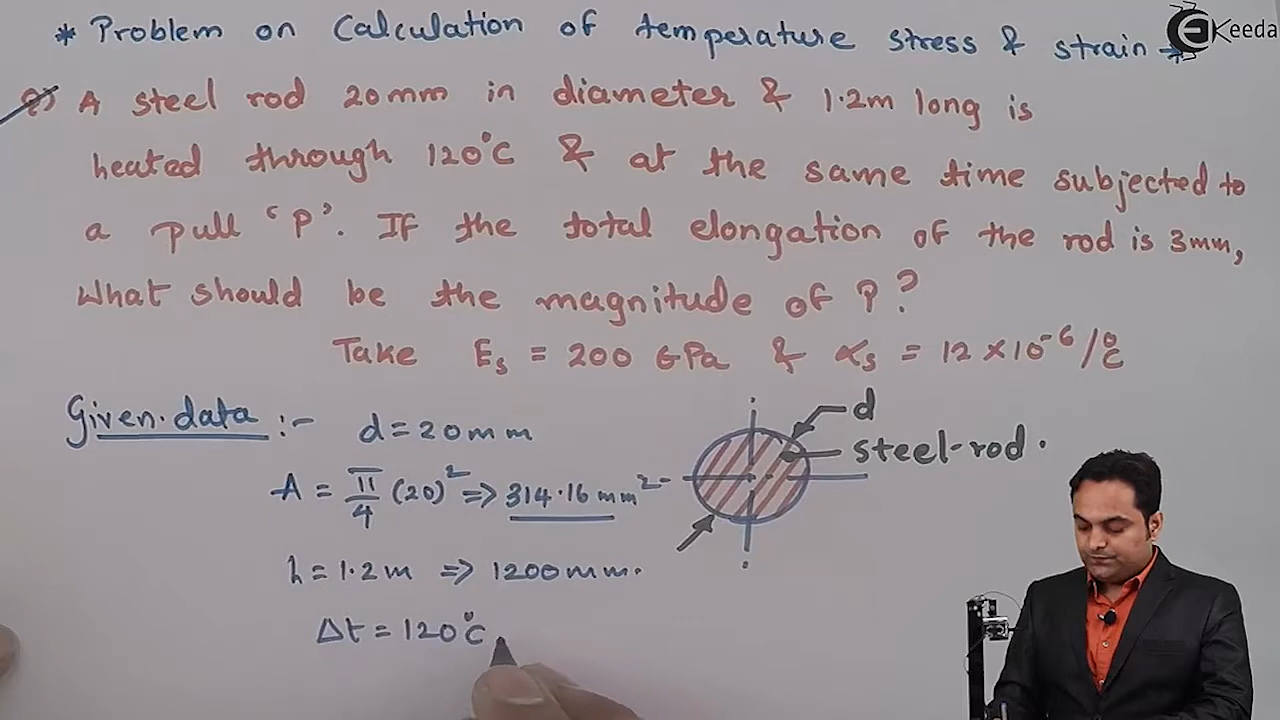 * Problem on Calculation of temperature stress & strain *
Keeda
Q) A steel rod 20mm in diameter & 1.2m long is
heated through 120°C & at the same time subjected to
a pull 'P'. If the total elongation of the rod is 3mm,
What should be the magnitude of P?
Take Es = 200 GPa & αs = 12 × 10⁻⁶ /°C
Given data :- d = 20mm
d
steel-rod.
A = π/4 (20)² => 314.16 mm²
h = 1.2m => 1200mm.
Δt = 120°C